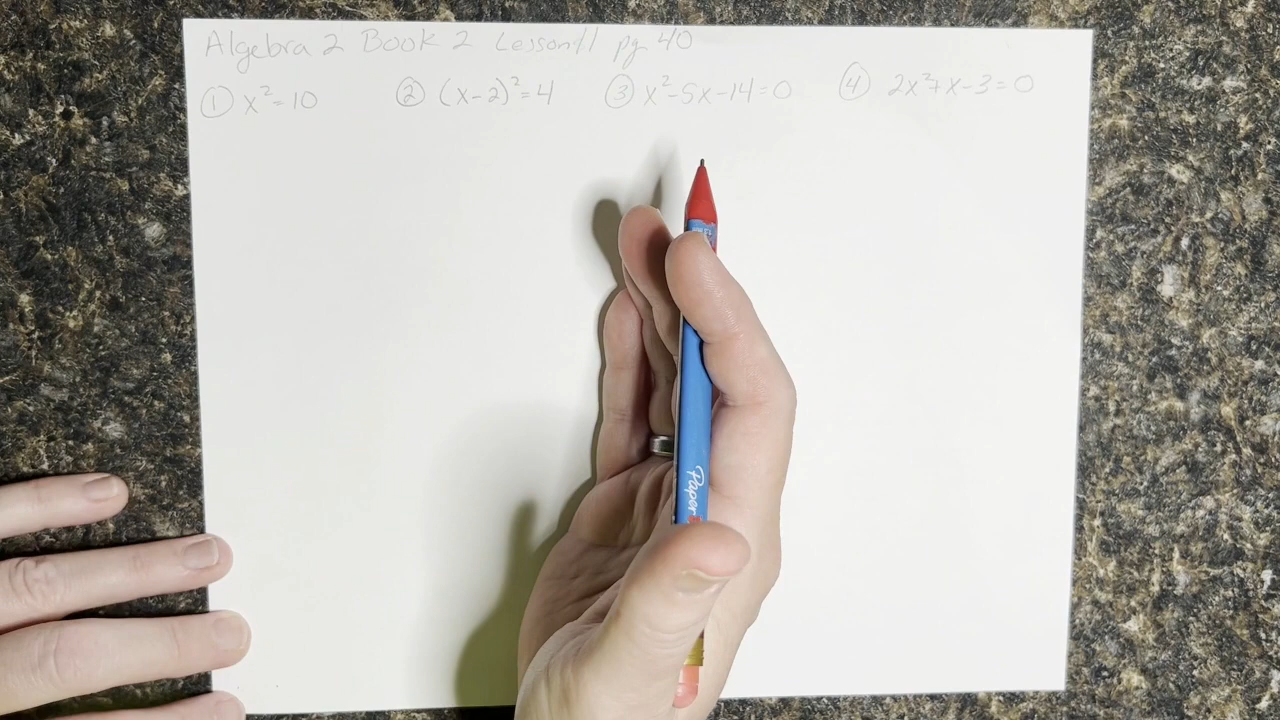 Algebra 2 Book 2 Lesson 11 pg 40
① x²=10 ② (x-2)²=4 ③ x²-5x-14=0 ④ 2x²+x-3=0
Paper